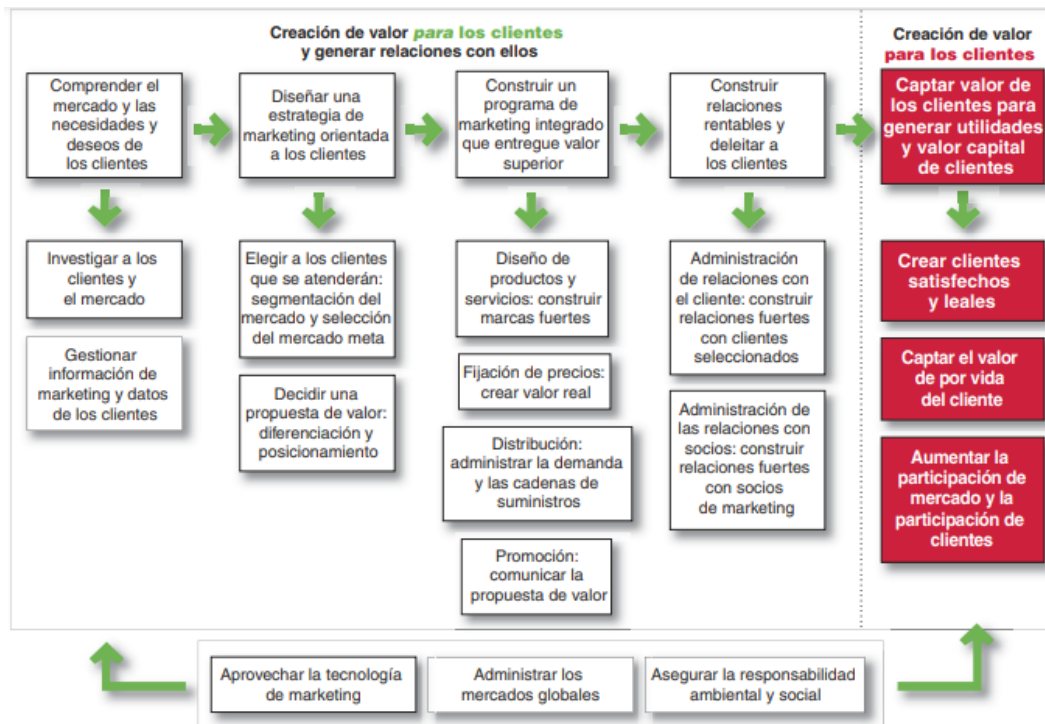 Creación de valor para los clientes
y generar relaciones con ellos
Creación de valor
para los clientes
Comprender el
mercado y las
necesidades y
deseos de
los clientes
Diseñar una
estrategia de
marketing orientada
a los clientes
Construir un
programa de
marketing integrado
que entregue valor
superior
Construir
relaciones
rentables y
deleitar a
los clientes
Captar valor de
los clientes para
generar utilidades
y valor capital
de clientes
Investigar a los
clientes y
el mercado
Gestionar
información de
marketing y datos
de los clientes
Elegir a los clientes
que se atenderán:
segmentación del
mercado y selección
del mercado meta
Decidir una
propuesta de valor:
diferenciación y
posicionamiento
Diseño de
productos y
servicios: construir
marcas fuertes
Fijación de precios:
crear valor real
Distribución:
administrar la demanda
y las cadenas de
suministros
Promoción:
comunicar la
propuesta de valor
Administración
de relaciones con
el cliente: construir
relaciones fuertes
con clientes
seleccionados
Administración de
las relaciones con
socios: construir
relaciones fuertes
con socios
de marketing
Crear clientes
satisfechos
y leales
Captar el valor
de por vida
del cliente
Aumentar la
participación de
mercado y la
participación de
clientes
Aprovechar la tecnología
de marketing
Administrar los
mercados globales
Asegurar la responsabilidad
ambiental y social